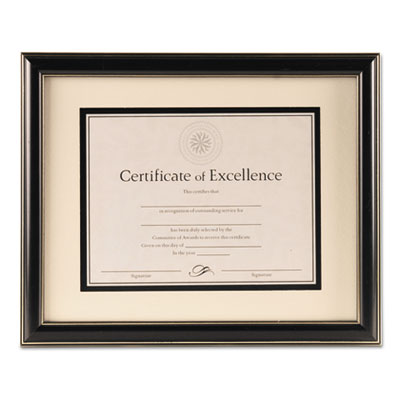 Certificate of Excellence
This certifies that
in recognition of outstanding service for
has been duly selected by the
Committee of Awards to receive this certificate.
Given on this day of
In the year
Signature Signature